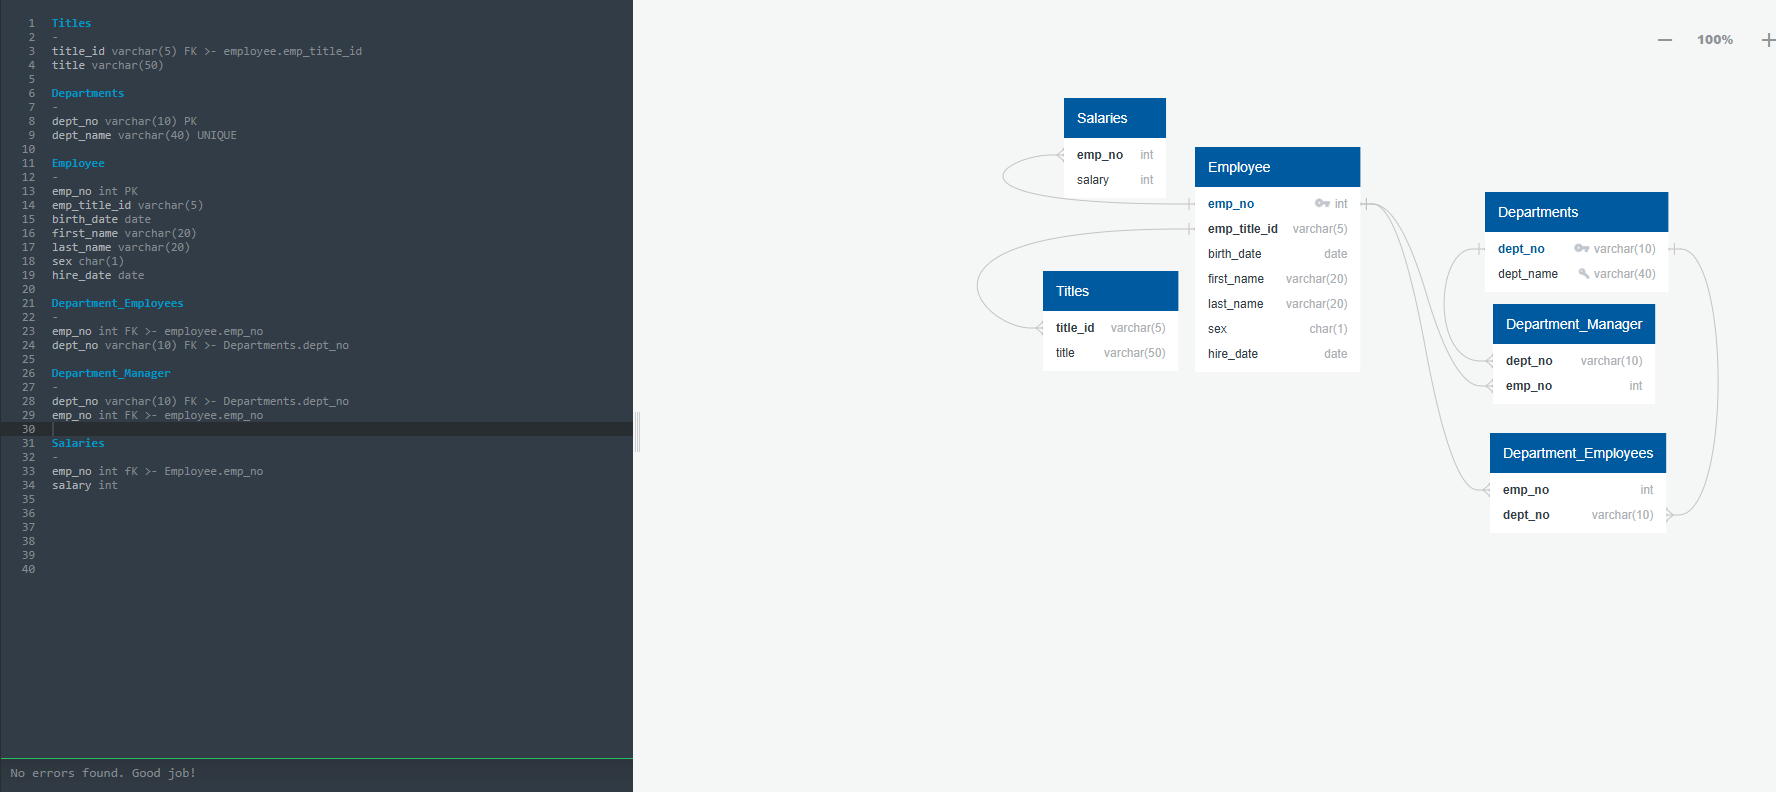 1 Titles
2 -
3 title_id varchar(5) FK >- employee.emp_title_id
4 title varchar(50)
5
6 Departments
7 -
8 dept_no varchar(10) PK
9 dept_name varchar(40) UNIQUE
10
11 Employee
12 -
13 emp_no int PK
14 emp_title_id varchar(5)
15 birth_date date
16 first_name varchar(20)
17 last_name varchar(20)
18 sex char(1)
19 hire_date date
20
21 Department_Employees
22 -
23 emp_no int FK >- employee.emp_no
24 dept_no varchar(10) FK >- Departments.dept_no
25
26 Department_Manager
27 -
28 dept_no varchar(10) FK >- Departments.dept_no
29 emp_no int FK >- employee.emp_no
30
31 Salaries
32 -
33 emp_no int fK >- Employee.emp_no
34 salary int
35
36
37
38
39
40
No errors found. Good job!
100%
Salaries
emp_no int
salary int
Employee
emp_no int
emp_title_id varchar(5)
birth_date date
first_name varchar(20)
last_name varchar(20)
sex char(1)
hire_date date
Titles
title_id varchar(5)
title varchar(50)
Departments
dept_no varchar(10)
dept_name varchar(40)
Department_Manager
dept_no varchar(10)
emp_no int
Department_Employees
emp_no int
dept_no varchar(10)